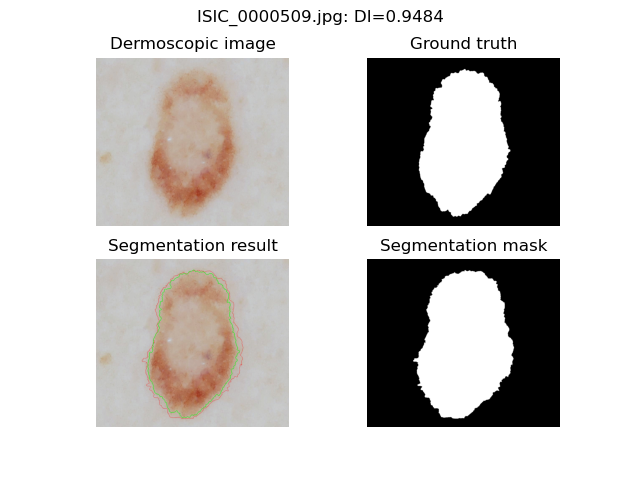 ISIC_0000509.jpg: DI=0.9484
Dermoscopic image
Ground truth
Segmentation result
Segmentation mask